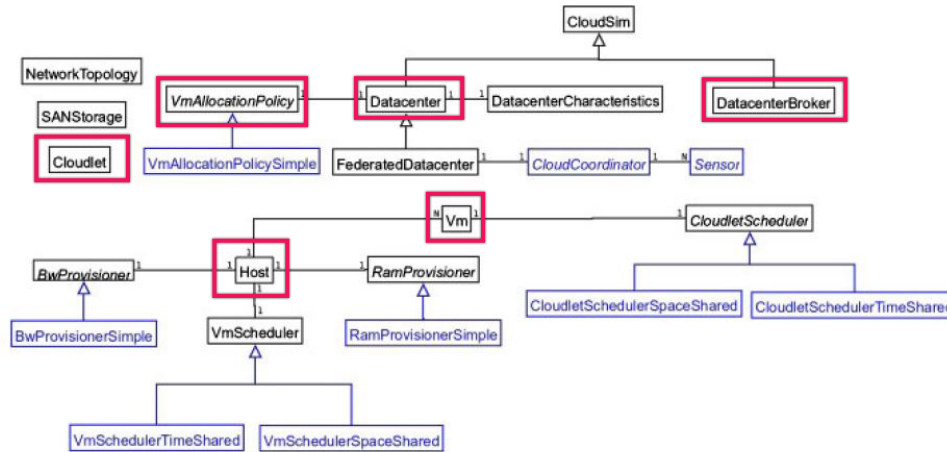 CloudSim
NetworkTopology
VmAllocationPolicy
1
1
Datacenter
1
1
DatacenterCharacteristics
DatacenterBroker
SANStorage
Cloudlet
VmAllocationPolicySimple
FederatedDatacenter
1
1
CloudCoordinator
1
N
Sensor
N
Vm
1
1
CloudletScheduler
BwProvisioner
1
1
1
Host
1
1
1
RamProvisioner
1
CloudletSchedulerSpaceShared
CloudletSchedulerTimeShared
BwProvisionerSimple
VmScheduler
RamProvisionerSimple
VmSchedulerTimeShared
VmSchedulerSpaceShared